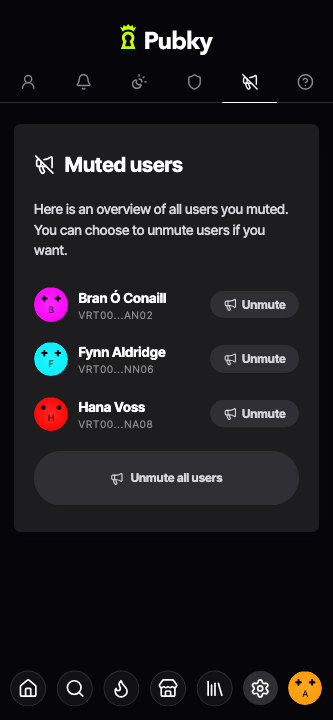 Pubky
Muted users
Here is an overview of all users you muted.
You can choose to unmute users if you
want.
B
Bran Ó Conaill
VRT00...AN02
Unmute
F
Fynn Aldridge
VRT00...NN06
Unmute
H
Hana Voss
VRT00...NA08
Unmute
Unmute all users
A